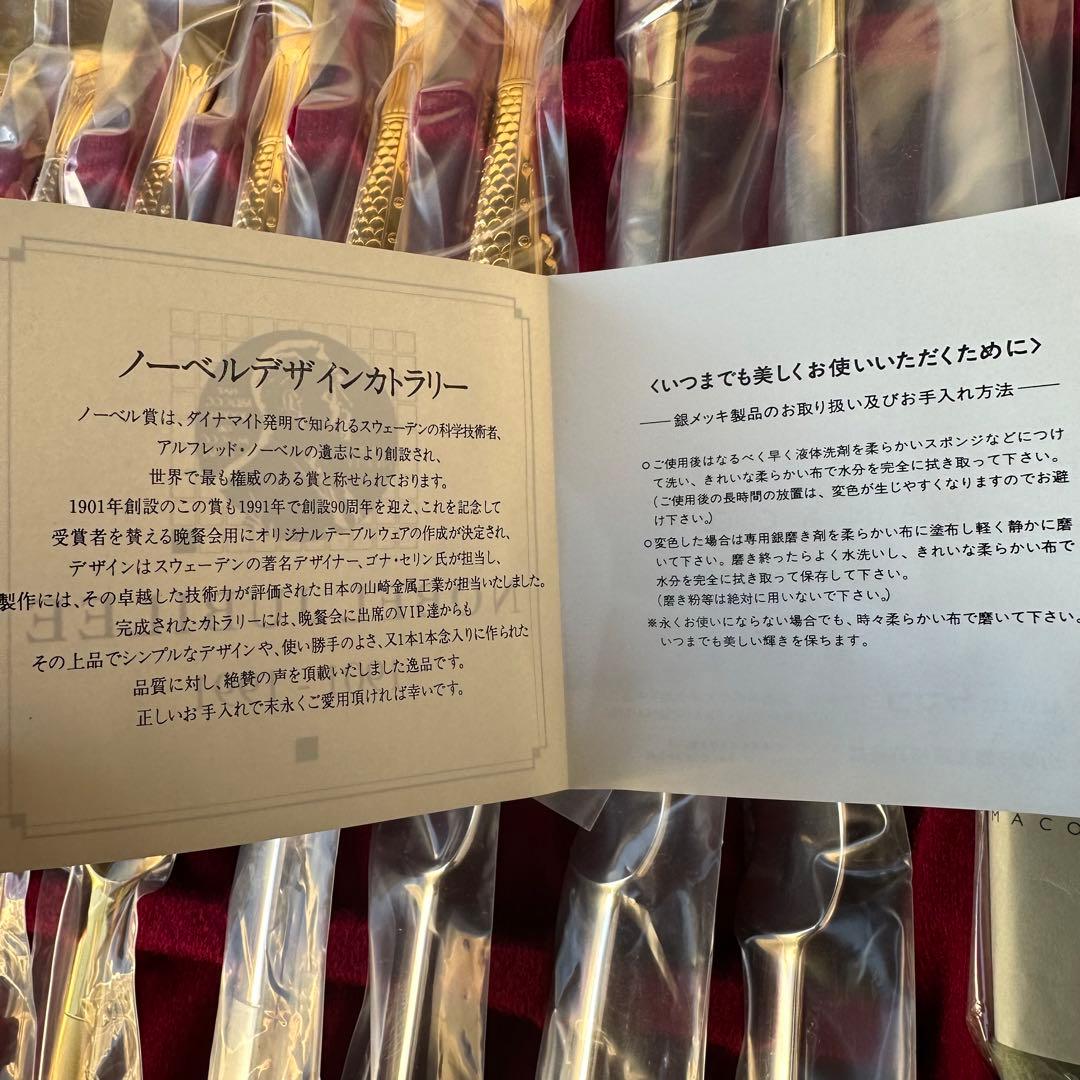 ノーベルデザインカトラリー
ノーベル賞は、ダイナマイト発明で知られるスウェーデンの科学技術者、
アルフレッド・ノーベルの遺志により創設され、
世界で最も権威のある賞と称せられております。
1901年創設のこの賞も1991年で創設90周年を迎え、これを記念して
受賞者を讃える晩餐会用にオリジナルテーブルウェアの作成が決定され、
デザインはスウェーデンの著名デザイナー、ゴナ・セリン氏が担当し、
製作には、その卓越した技術力が評価された日本の山崎金属工業が担当いたしました。
完成されたカトラリーには、晩餐会に出席のVIP達からも
その上品でシンプルなデザインや、使い勝手のよさ、又1本1本念入りに作られた
品質に対し、絶賛の声を頂載いたしました逸品です。
正しいお手入れで末永くご愛用頂ければ幸いです。
〈いつまでも美しくお使いいただくために〉
――銀メッキ製品のお取り扱い及びお手入れ方法――
○ご使用後はなるべく早く液体洗剤を柔らかいスポンジなどにつけ
て洗い、きれいな柔らかい布で水分を完全に拭き取って下さい。
(ご使用後の長時間の放置は、変色が生じやすくなりますのでお避
け下さい。)
○変色した場合は専用銀磨き剤を柔らかい布に塗布し軽く静かに磨
いて下さい。磨き終ったらよく水洗いし、きれいな柔らかい布で
水分を完全に拭き取って保存して下さい。
(磨き粉等は絶対に用いないで下さい。)
※永くお使いにならない場合でも、時々柔らかい布で磨いて下さい。
いつまでも美しい輝きを保ちます。
MACO